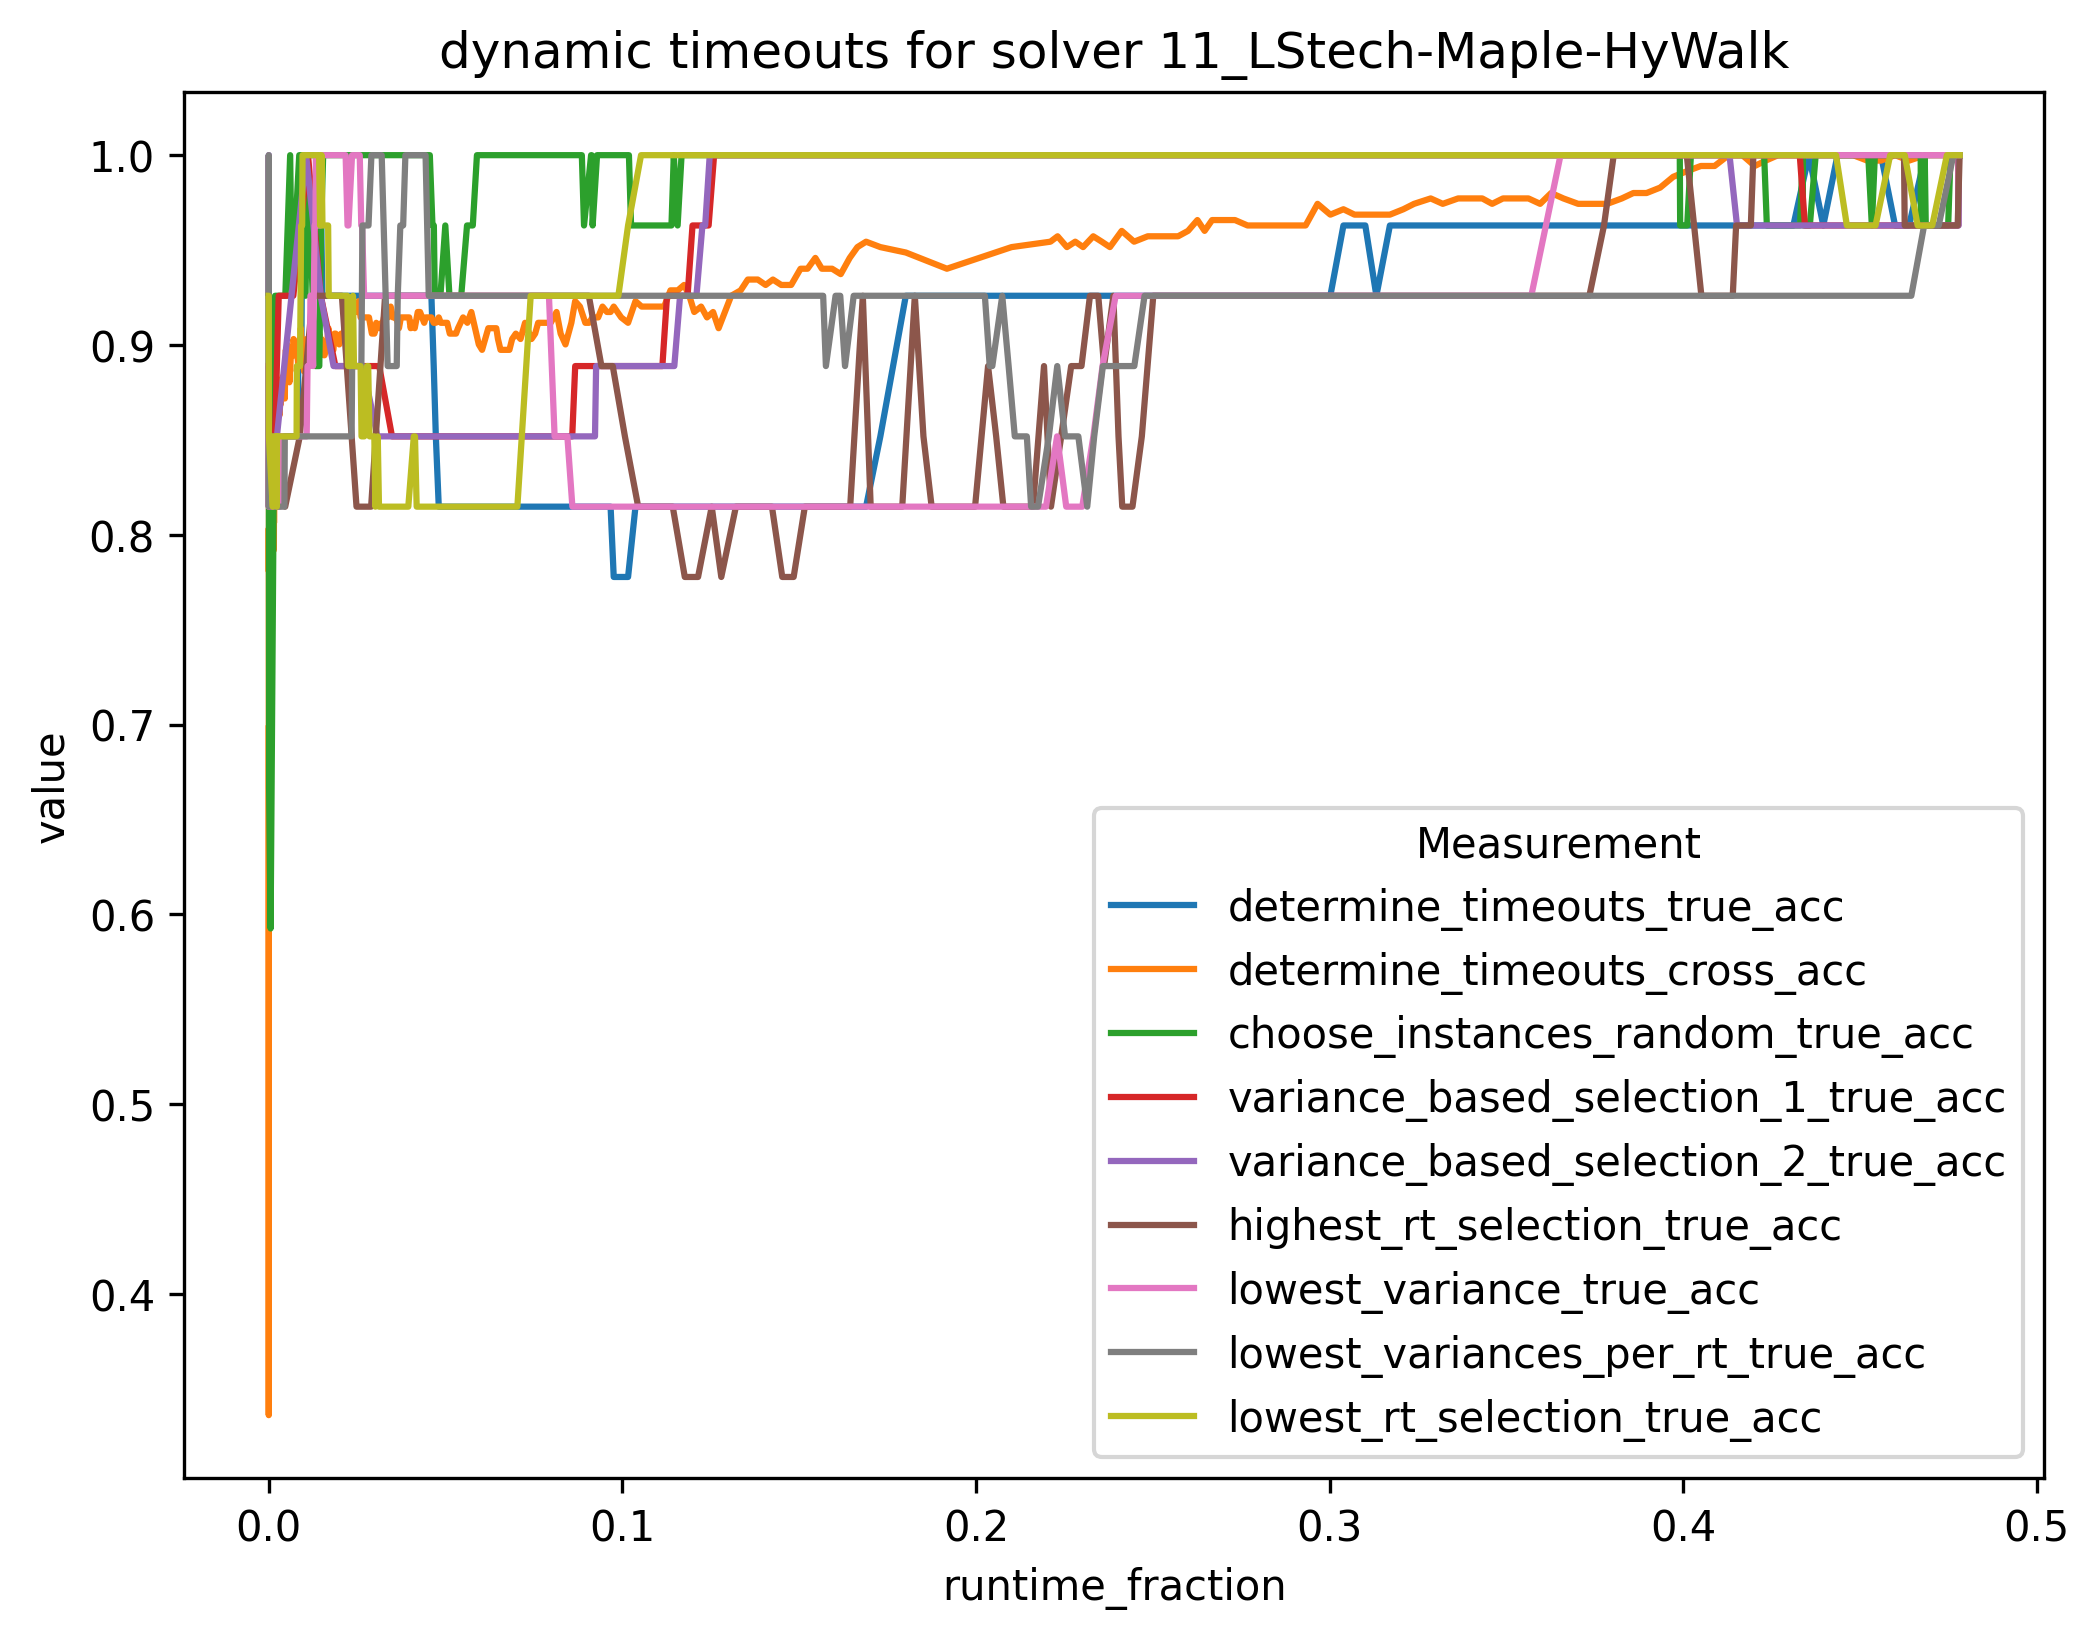 dynamic timeouts for solver 11_LStech-Maple-HyWalk
1.0
0.9
0.8
0.7
0.6
0.5
0.4
value
Measurement
determine_timeouts_true_acc
determine_timeouts_cross_acc
choose_instances_random_true_acc
variance_based_selection_1_true_acc
variance_based_selection_2_true_acc
highest_rt_selection_true_acc
lowest_variance_true_acc
lowest_variances_per_rt_true_acc
lowest_rt_selection_true_acc
0.0 0.1 0.2 0.3 0.4 0.5
runtime_fraction